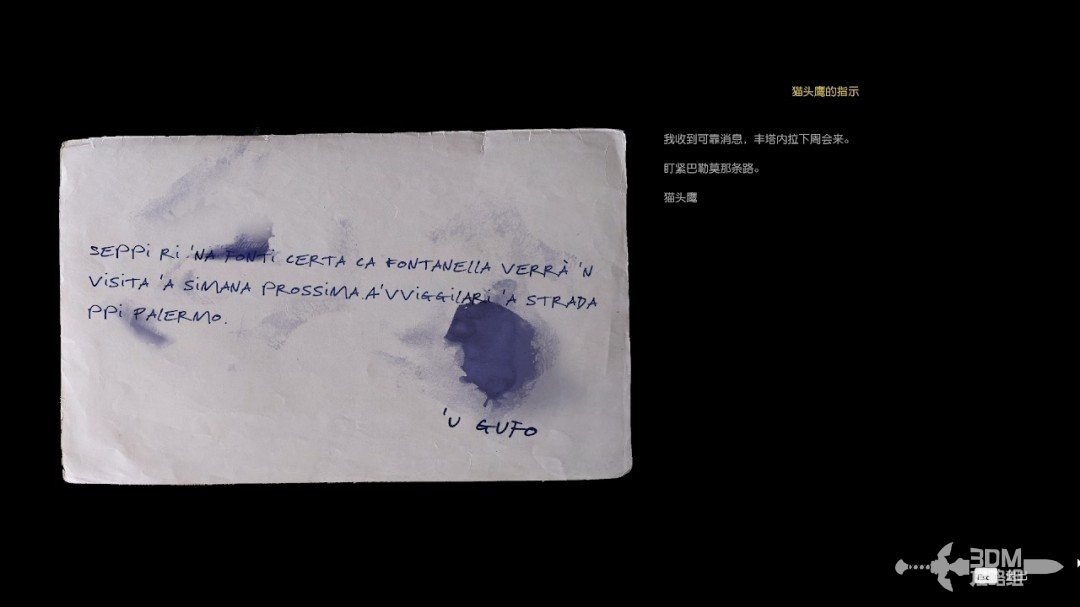 猫头鹰的指示
我收到可靠消息，丰塔内拉下周会来。
盯紧巴勒莫那条路。
猫头鹰
SEPPi Ri 'NA FONTi CERTA CA FONTANELLA VERRÀ 'N
ViSiTA 'A SiMANA PROSSiMA. A'VViGGiLARi 'A STRADA
PPi PALERMO.
'U GUFO
3DM
Esc